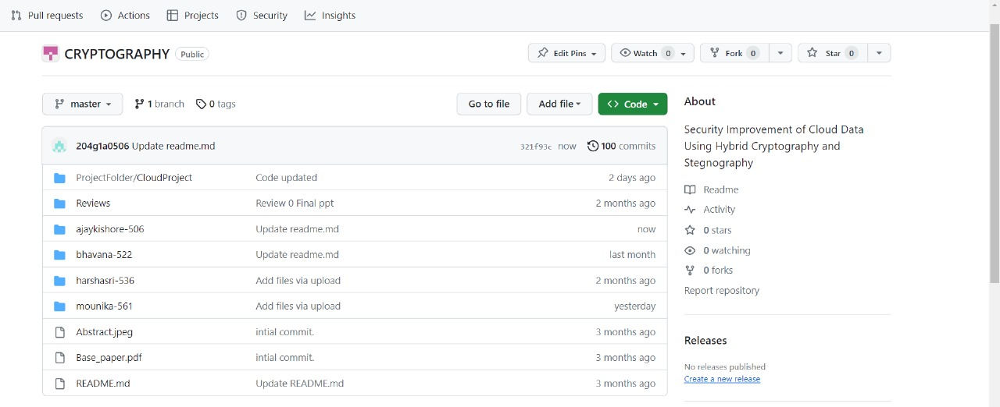 Pull requests Actions Projects Security Insights
CRYPTOGRAPHY Public Edit Pins Watch 0 Fork 0 Star 0
master 1 branch 0 tags Go to file Add file Code
204g1a0506 Update readme.md 321f93c now 100 commits
ProjectFolder/CloudProject Code updated 2 days ago
Reviews Review 0 Final ppt 2 months ago
ajaykishore-506 Update readme.md now
bhavana-522 Update readme.md last month
harshasri-536 Add files via upload 2 months ago
mounika-561 Add files via upload yesterday
Abstract.jpeg intial commit. 3 months ago
Base_paper.pdf intial commit. 3 months ago
README.md Update README.md 3 months ago
About
Security Improvement of Cloud Data
Using Hybrid Cryptography and
Stegnography
Readme
Activity
0 stars
0 watching
0 forks
Report repository
Releases
No releases published
Create a new release